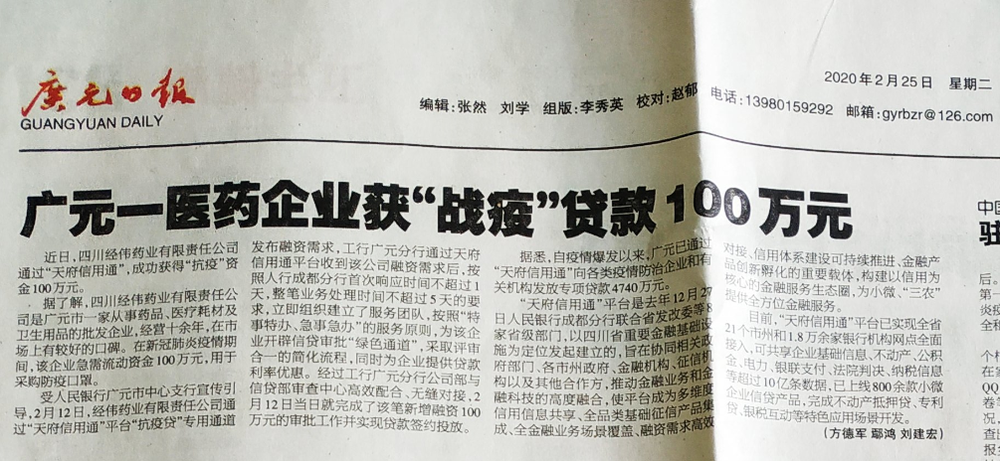 廣元日報
GUANGYUAN DAILY
2020年2月25日 星期二
编辑:张然 刘学 组版:李秀英 校对:赵郁 电话:13980159292 邮箱:gyrbzr@126.com
广元一医药企业获“战疫”贷款100万元
近日,四川经伟药业有限责任公司
通过“天府信用通”,成功获得“抗疫”资
金100万元。
据了解,四川经伟药业有限责任公
司是广元市一家从事药品、医疗耗材及
卫生用品的批发企业,经营十余年,在市
场上有较好的口碑。在新冠肺炎疫情期
间,该企业急需流动资金100万元,用于
采购防疫口罩。
受人民银行广元市中心支行宣传引
导,2月12日,经伟药业有限责任公司通
过“天府信用通”平台“抗疫贷”专用通道
发布融资需求,工行广元分行通过天府
信用通平台收到该公司融资需求后,按
照人行成都分行首次响应时间不超过1
天,整笔业务处理时间不超过5天的要
求,立即组织建立了服务团队,按照“特
事特办、急事急办”的服务原则,为该企
业开辟信贷审批“绿色通道”,采取评审
合一的简化流程,同时为企业提供贷款
利率优惠。经过工行广元分行公司部与
信贷部审查中心高效配合、无缝对接,2
月12日当日就完成了该笔新增融资100
万元的审批工作并实现贷款签约投放。
据悉,自疫情爆发以来,广元已通过
“天府信用通”向各类疫情防治企业和有
关机构发放专项贷款4740万元。
“天府信用通”平台是去年12月27
日人民银行成都分行联合省发改委等8
家省级部门,以四川省重要金融基础设
施为定位发起建立的,旨在协同相关政
府部门、各市州政府、金融机构、征信机
构以及其他合作方,推动金融业务和金
融科技的高度融合,使平台成为多维度
信用信息共享、全品类基础征信产品集
成、全金融业务场景覆盖、融资需求高效
对接、信用体系建设可持续推进、金融产
品创新孵化的重要载体,构建以信用为
核心的金融服务生态圈,为小微、“三农”
提供全方位金融服务。
目前,“天府信用通”平台已实现全省
21个市州和1.8万余家银行机构网点全面
接入,可共享企业基础信息、不动产、公积
金、电力、银联支付、法院判决、纳税信息
等超过10亿条数据,已上线800余款小微
企业信贷产品,完成不动产抵押贷、专利
贷、银税互动等特色应用场景开发。
(方德军 鄢鸿 刘建宏)
中国
驻
后。
炎疫
全利
个村
在家
QQ
卷等
况,
查出
报